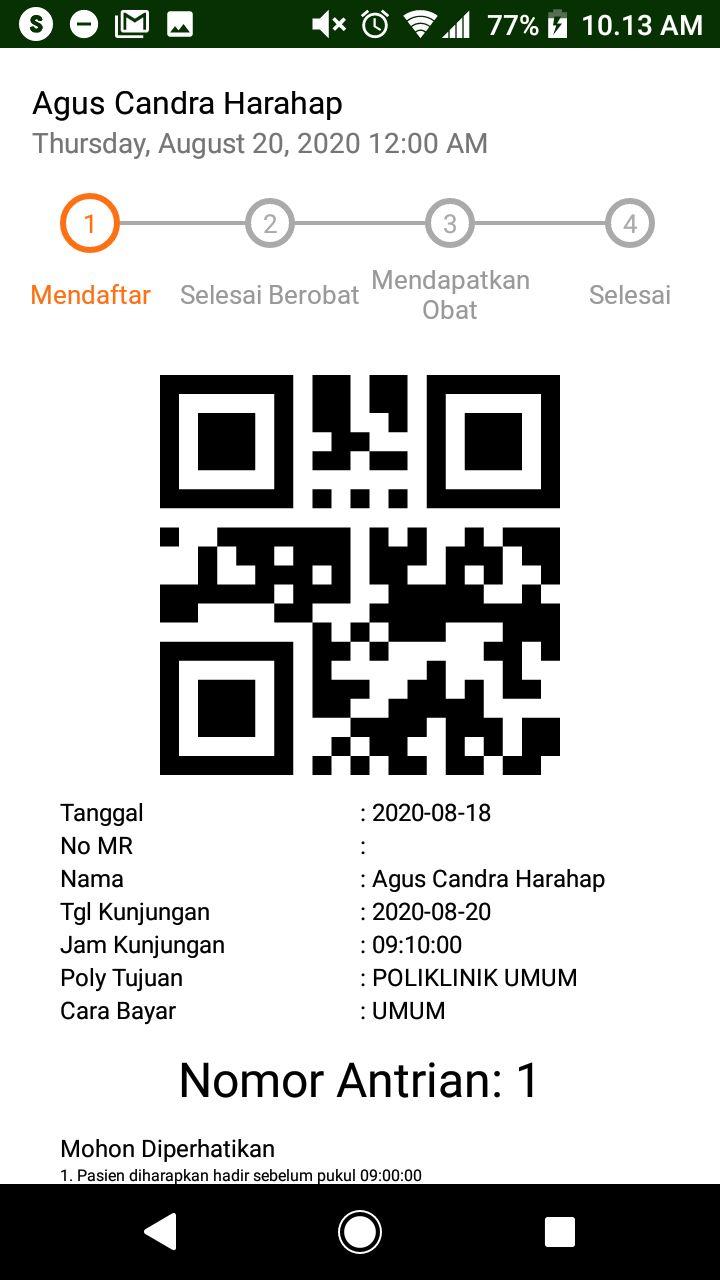 S 77% 10.13 AM
Agus Candra Harahap
Thursday, August 20, 2020 12:00 AM
1 2 3 4
Mendaftar Selesai Berobat Mendapatkan Obat Selesai
Tanggal : 2020-08-18
No MR :
Nama : Agus Candra Harahap
Tgl Kunjungan : 2020-08-20
Jam Kunjungan : 09:10:00
Poly Tujuan : POLIKLINIK UMUM
Cara Bayar : UMUM
Nomor Antrian: 1
Mohon Diperhatikan
1. Pasien diharapkan hadir sebelum pukul 09:00:00